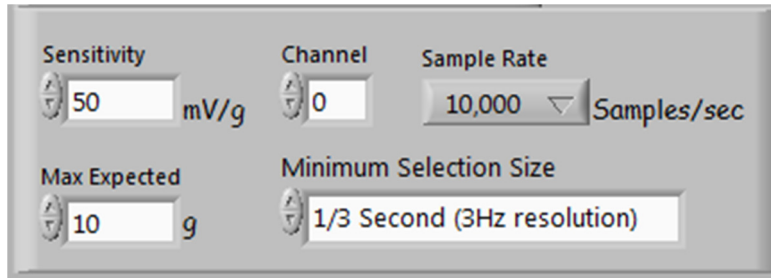 Sensitivity Channel Sample Rate
50 mV/g 0 10,000 Samples/sec
Max Expected Minimum Selection Size
10 g 1/3 Second (3Hz resolution)